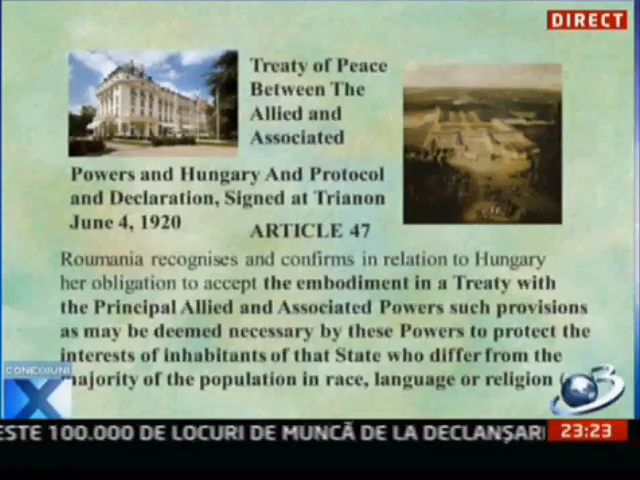 DIRECT
Treaty of Peace
Between The
Allied and
Associated
Powers and Hungary And Protocol
and Declaration, Signed at Trianon
June 4, 1920
ARTICLE 47
Roumania recognises and confirms in relation to Hungary
her obligation to accept the embodiment in a Treaty with
the Principal Allied and Associated Powers such provisions
as may be deemed necessary by these Powers to protect the
interests of inhabitants of that State who differ from the
majority of the population in race, language or religion (
CONEXIUNI
X
3
ESTE 100.000 DE LOCURI DE MUNCĂ DE LA DECLANŞARI
23:23